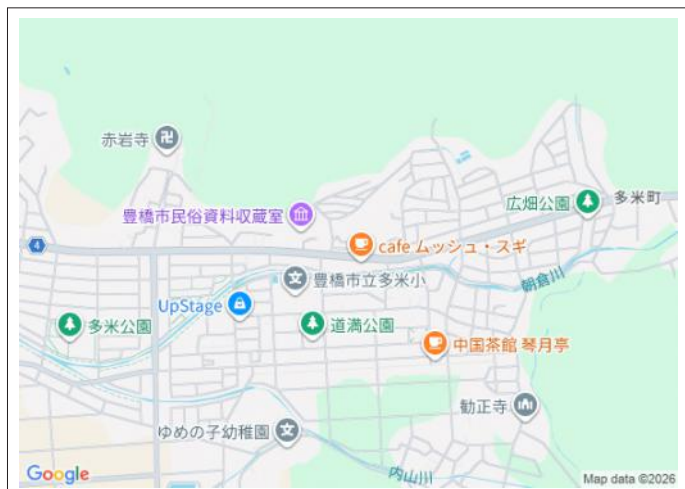 赤岩寺
豊橋市民俗資料収蔵室
広畑公園
多米町
4
cafe ムッシュ・スギ
朝倉川
豊橋市立多米小
UpStage
多米公園
道満公園
中国茶館 琴月亭
勧正寺
ゆめの子幼稚園
内山川
Google
Map data ©2026